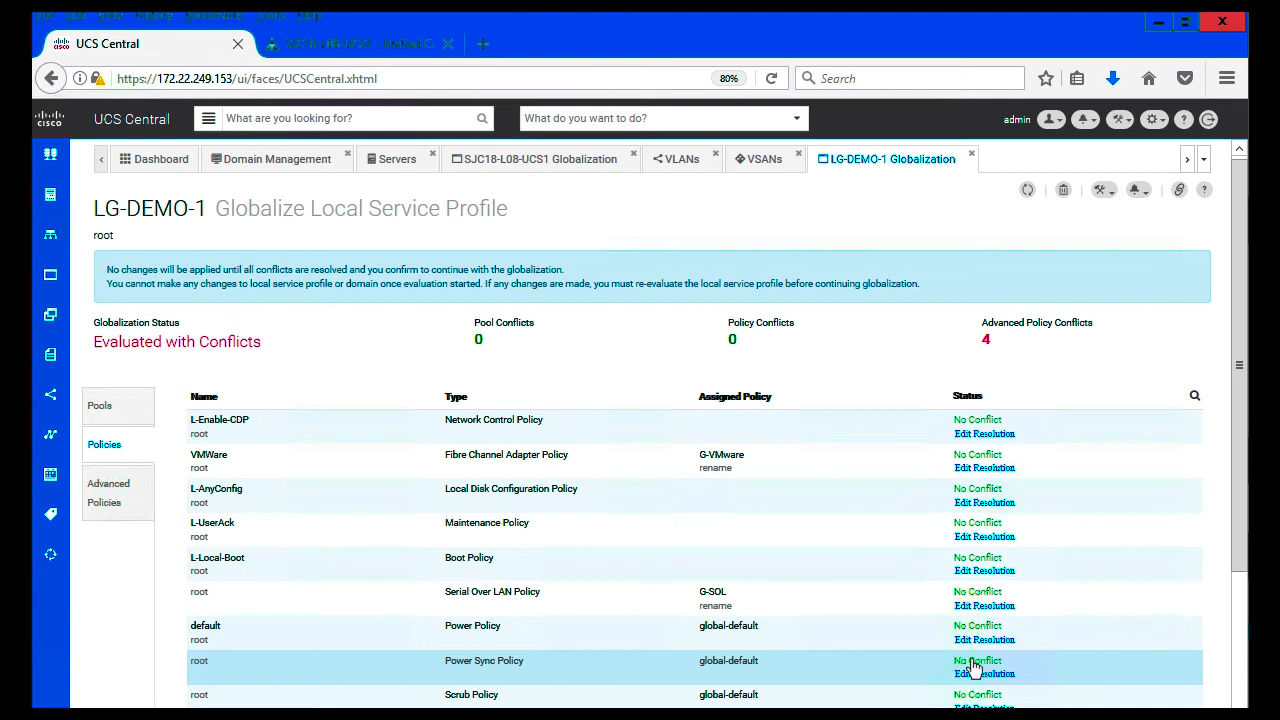 UCS Central
https://172.22.249.153/ui/faces/UCSCentral.xhtml
80%
Search
cisco
UCS Central
What are you looking for?
What do you want to do?
admin
Dashboard
Domain Management
Servers
SJC18-L08-UCS1 Globalization
VLANs
VSANs
LG-DEMO-1 Globalization
LG-DEMO-1 Globalize Local Service Profile
root
No changes will be applied until all conflicts are resolved and you confirm to continue with the globalization.
You cannot make any changes to local service profile or domain once evaluation started. If any changes are made, you must re-evaluate the local service profile before continuing globalization.
Globalization Status
Evaluated with Conflicts
Pool Conflicts
0
Policy Conflicts
0
Advanced Policy Conflicts
4
Pools
Policies
Advanced
Policies
Name Type Assigned Policy Status
L-Enable-CDP Network Control Policy No Conflict
root Edit Resolution
VMWare Fibre Channel Adapter Policy G-VMware No Conflict
root rename Edit Resolution
L-AnyConfig Local Disk Configuration Policy No Conflict
root Edit Resolution
L-UserAck Maintenance Policy No Conflict
root Edit Resolution
L-Local-Boot Boot Policy No Conflict
root Edit Resolution
root Serial Over LAN Policy G-SOL No Conflict
rename Edit Resolution
default Power Policy global-default No Conflict
root Edit Resolution
root Power Sync Policy global-default No Conflict
Edit Resolution
root Scrub Policy global-default No Conflict
Edit Resolution